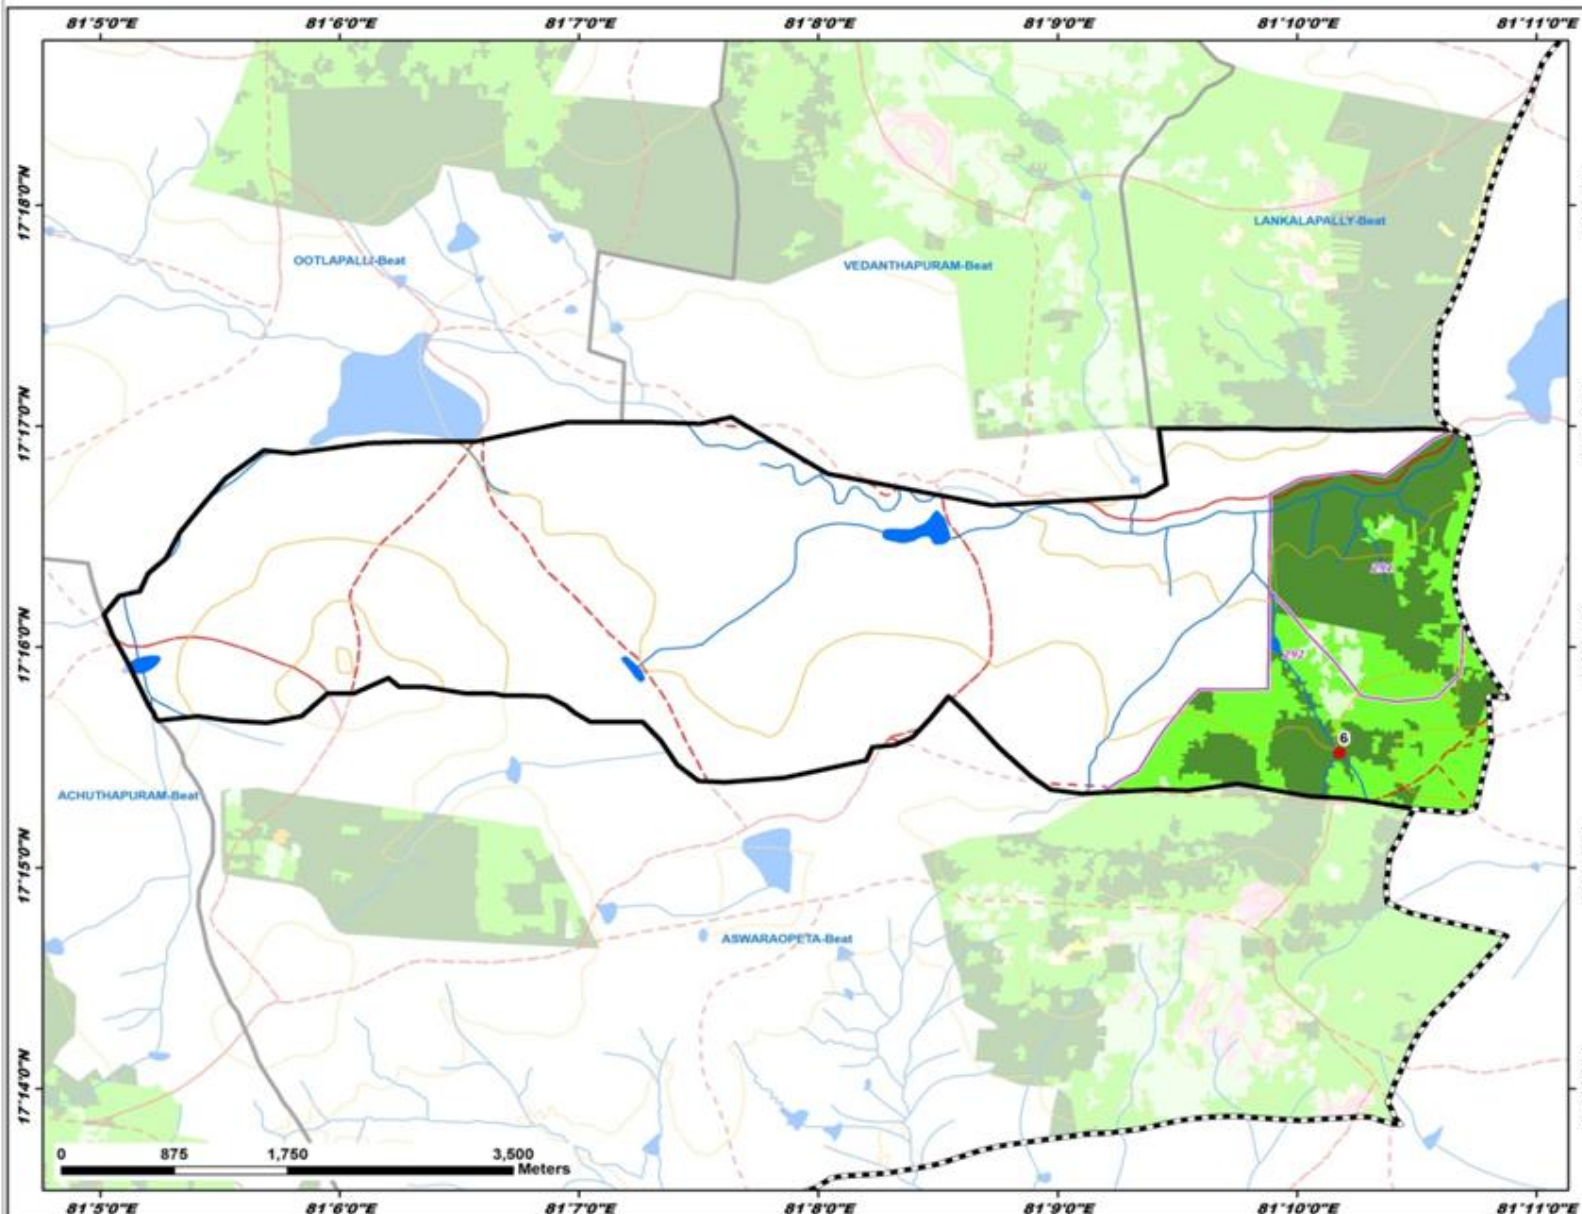 81°5'0"E 81°6'0"E 81°7'0"E 81°8'0"E 81°9'0"E 81°10'0"E 81°11'0"E
17°18'0"N
LANKALAPALLY-Beat
OOTLAPALLI-Beat
VEDANTHAPURAM-Beat
17°17'0"N
17°16'0"N
292
6
ACHUTHAPURAM-Beat
17°15'0"N
ASWARAOPETA-Beat
17°14'0"N
0 875 1,750 3,500
Meters
81°5'0"E 81°6'0"E 81°7'0"E 81°8'0"E 81°9'0"E 81°10'0"E 81°11'0"E